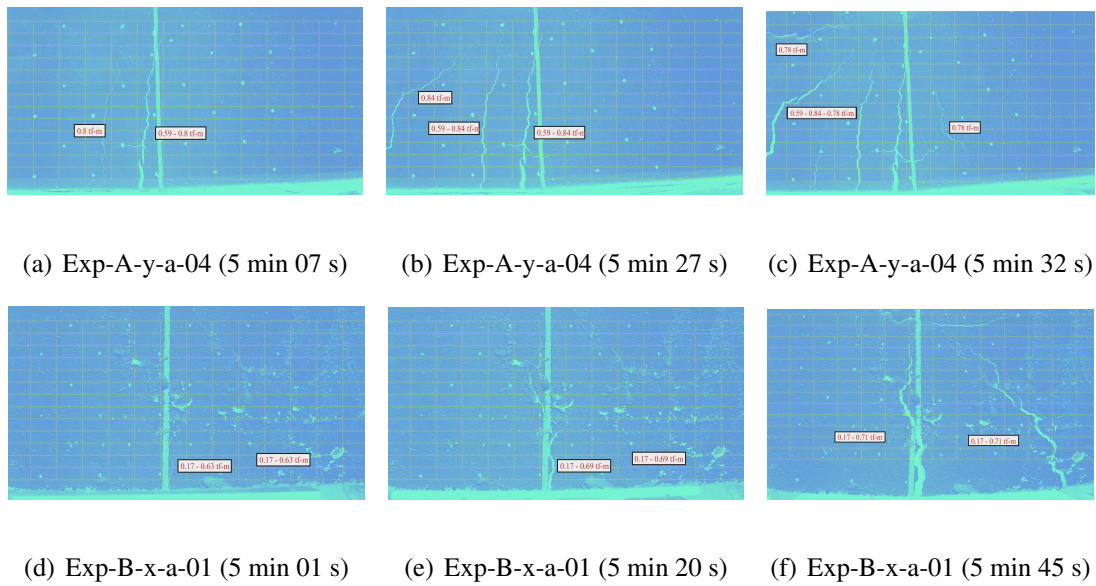 0.8 tf-m
0.59 - 0.8 tf-m
0.84 tf-m
0.59 - 0.84 tf-
0.59 - 0.84 tf-
0.78 tf-m
0.59 - 0.84 - 0.78 tf-m
0.78 tf-m
(a) Exp-A-y-a-04 (5 min 07 s)
(b) Exp-A-y-a-04 (5 min 27 s)
(c) Exp-A-y-a-04 (5 min 32 s)
0.17 - 0.63 tf-m
0.17 - 0.63 tf-m
0.17 - 0.69 tf-m
0.17 - 0.69 tf-m
0.17 - 0.71 tf-m
0.17 - 0.71 tf-m
(d) Exp-B-x-a-01 (5 min 01 s)
(e) Exp-B-x-a-01 (5 min 20 s)
(f) Exp-B-x-a-01 (5 min 45 s)